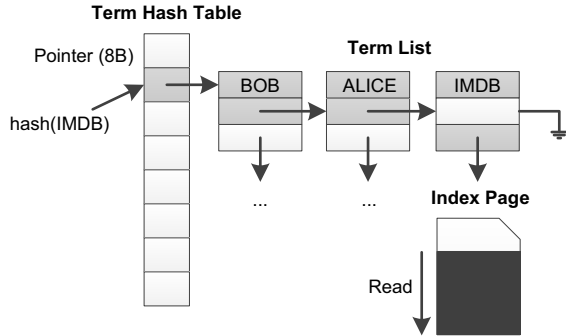 Term Hash Table
Pointer (8B)
Term List
BOB
ALICE
IMDB
hash(IMDB)
...
...
Index Page
Read